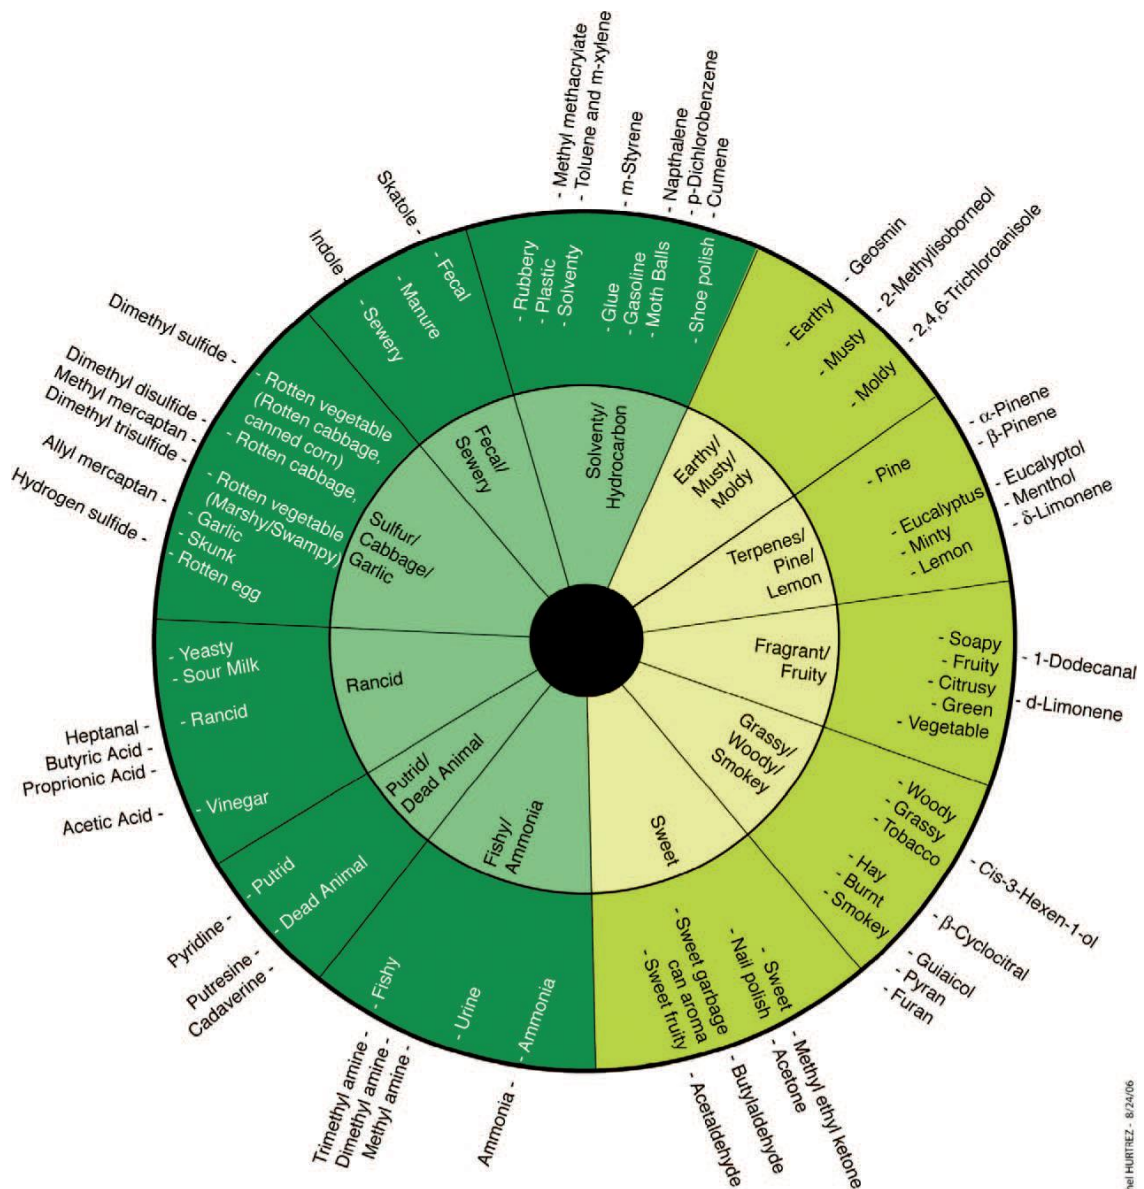 - Methyl methacrylate
- Toluene and m-xylene
- m-Styrene
- Napthalene
- p-Dichlorobenzene
- Cumene
- Geosmin
- 2-Methylisoborneol
- 2,4,6-Trichloroanisole
- α-Pinene
- β-Pinene
- Eucalyptol
- Menthol
- δ-Limonene
- 1-Dodecanal
- d-Limonene
- Cis-3-Hexen-1-ol
- β-Cyclocitral
- Guiaicol
- Pyran
- Furan
- Methyl ethyl ketone
- Acetone
- Butylaldehyde
- Acetaldehyde
Ammonia -
Methyl amine -
Dimethyl amine -
Trimethyl amine -
Cadaverine -
Putresine -
Pyridine -
Acetic Acid -
Proprionic Acid -
Butyric Acid -
Heptanal -
Hydrogen sulfide -
Allyl mercaptan -
Dimethyl trisulfide -
Methyl mercaptan -
Dimethyl disulfide -
Dimethyl sulfide -
Indole -
Skatole -
- Rubbery
- Plastic
- Solventy
- Glue
- Gasoline
- Moth Balls
- Shoe polish
- Earthy
- Musty
- Moldy
- Pine
- Eucalyptus
- Minty
- Lemon
- Soapy
- Fruity
- Citrusy
- Green
- Vegetable
- Woody
- Grassy
- Tobacco
- Hay
- Burnt
- Smokey
- Sweet
- Nail polish
- Sweet garbage
can aroma
- Sweet fruity
- Ammonia
- Urine
- Fishy
- Dead Animal
- Putrid
- Vinegar
- Rancid
- Yeasty
- Sour Milk
- Rotten vegetable
(Rotten cabbage,
canned corn)
- Rotten cabbage,
- Rotten vegetable
(Marshy/Swampy)
- Garlic
- Skunk
- Rotten egg
- Sewery
- Manure
- Fecal
Solventy/
Hydrocarbon
Earthy/
Musty/
Moldy
Terpenes/
Pine/
Lemon
Fragrant/
Fruity
Grassy/
Woody/
Smokey
Sweet
Fishy/
Ammonia
Putrid/
Dead Animal
Rancid
Sulfur/
Cabbage/
Garlic
Fecal/
Sewery
HURTREZ - 8/24/06